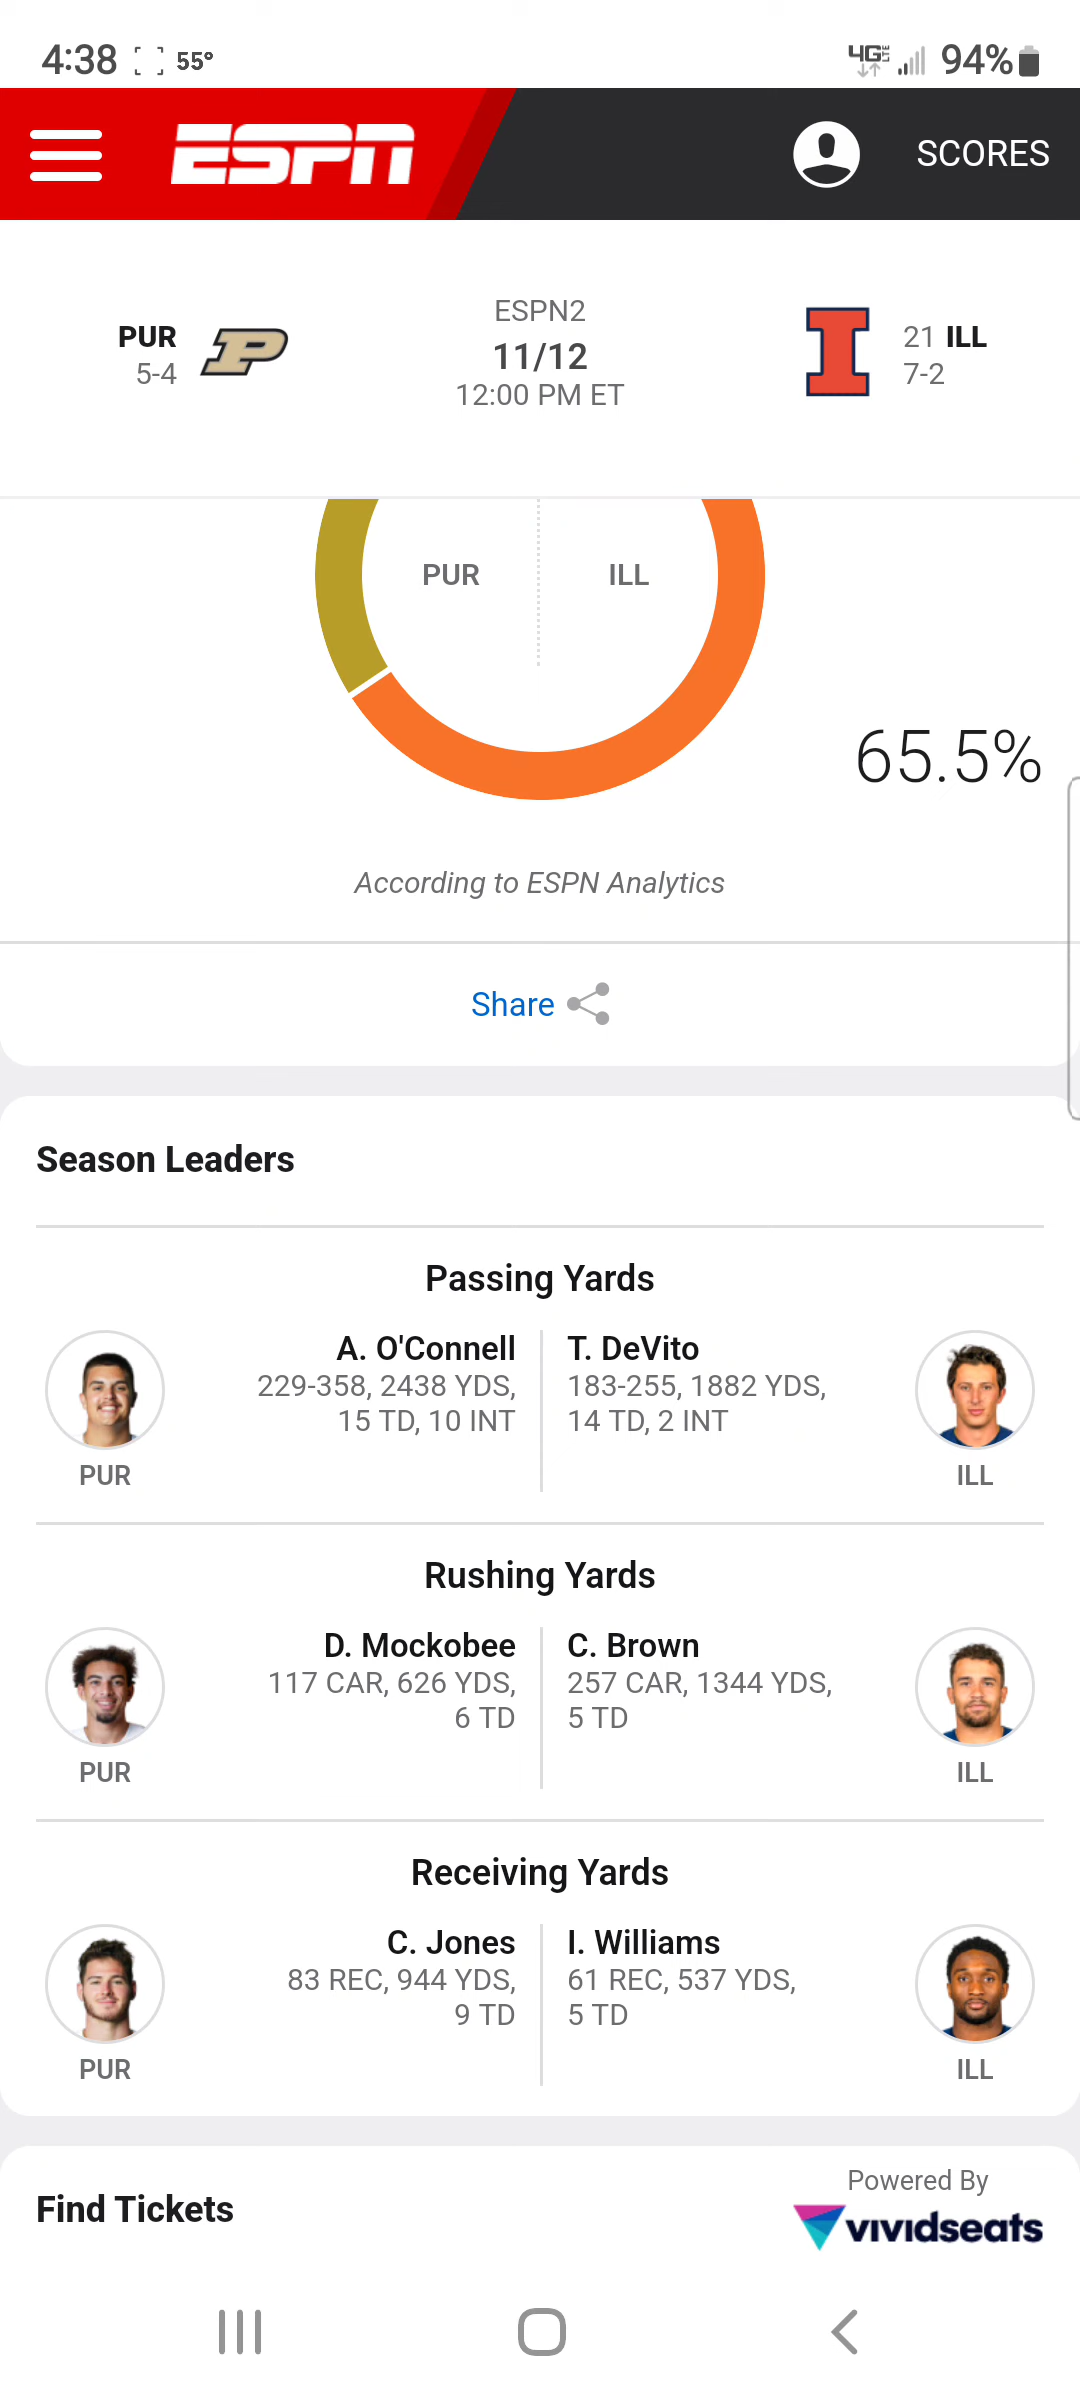 4:38 55° 4G LTE 94%
ESPN SCORES
ESPN2
PUR 11/12 21 ILL
5-4 12:00 PM ET 7-2
PUR ILL
65.5%
According to ESPN Analytics
Share
Season Leaders
Passing Yards
A. O'Connell T. DeVito
229-358, 2438 YDS, 183-255, 1882 YDS,
15 TD, 10 INT 14 TD, 2 INT
PUR ILL
Rushing Yards
D. Mockobee C. Brown
117 CAR, 626 YDS, 257 CAR, 1344 YDS,
6 TD 5 TD
PUR ILL
Receiving Yards
C. Jones I. Williams
83 REC, 944 YDS, 61 REC, 537 YDS,
9 TD 5 TD
PUR ILL
Powered By
Find Tickets vividseats